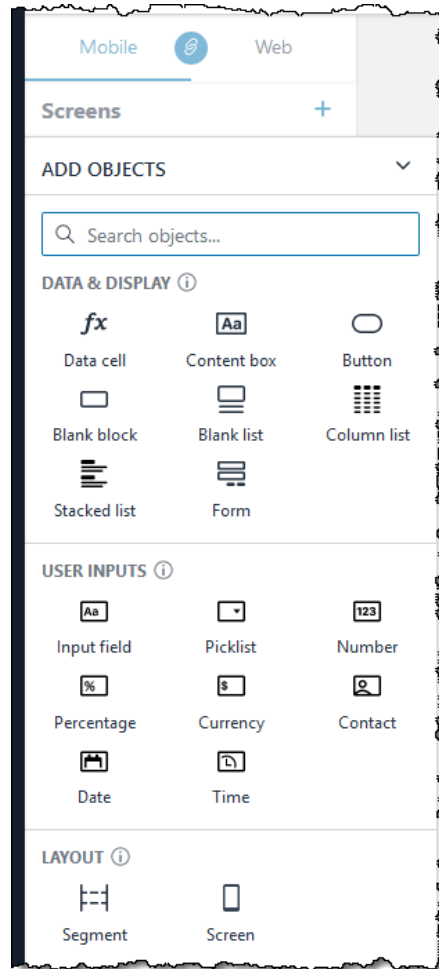 Mobile Web
Screens +
ADD OBJECTS
Search objects...
DATA & DISPLAY
fx Aa
Data cell Content box Button
Blank block Blank list Column list
Stacked list Form
USER INPUTS
Aa 123
Input field Picklist Number
% $
Percentage Currency Contact
Date Time
LAYOUT
Segment Screen